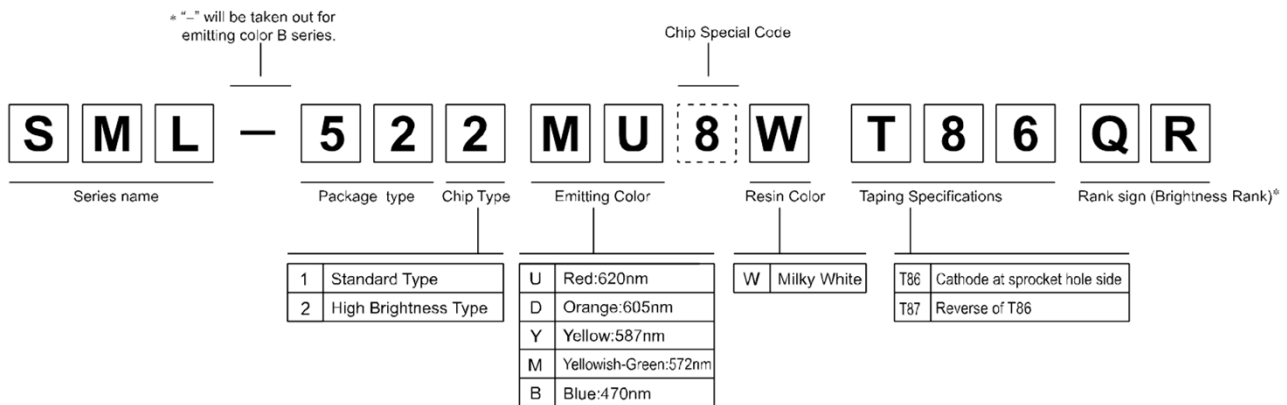 * "–" will be taken out for
emitting color B series.
Chip Special Code
S M L – 5 2 2 M U 8 W T 8 6 Q R
Series name Package type Chip Type Emitting Color Resin Color Taping Specifications Rank sign (Brightness Rank)*
1 Standard Type
2 High Brightness Type
U Red:620nm
D Orange:605nm
Y Yellow:587nm
M Yellowish-Green:572nm
B Blue:470nm
W Milky White
T86 Cathode at sprocket hole side
T87 Reverse of T86